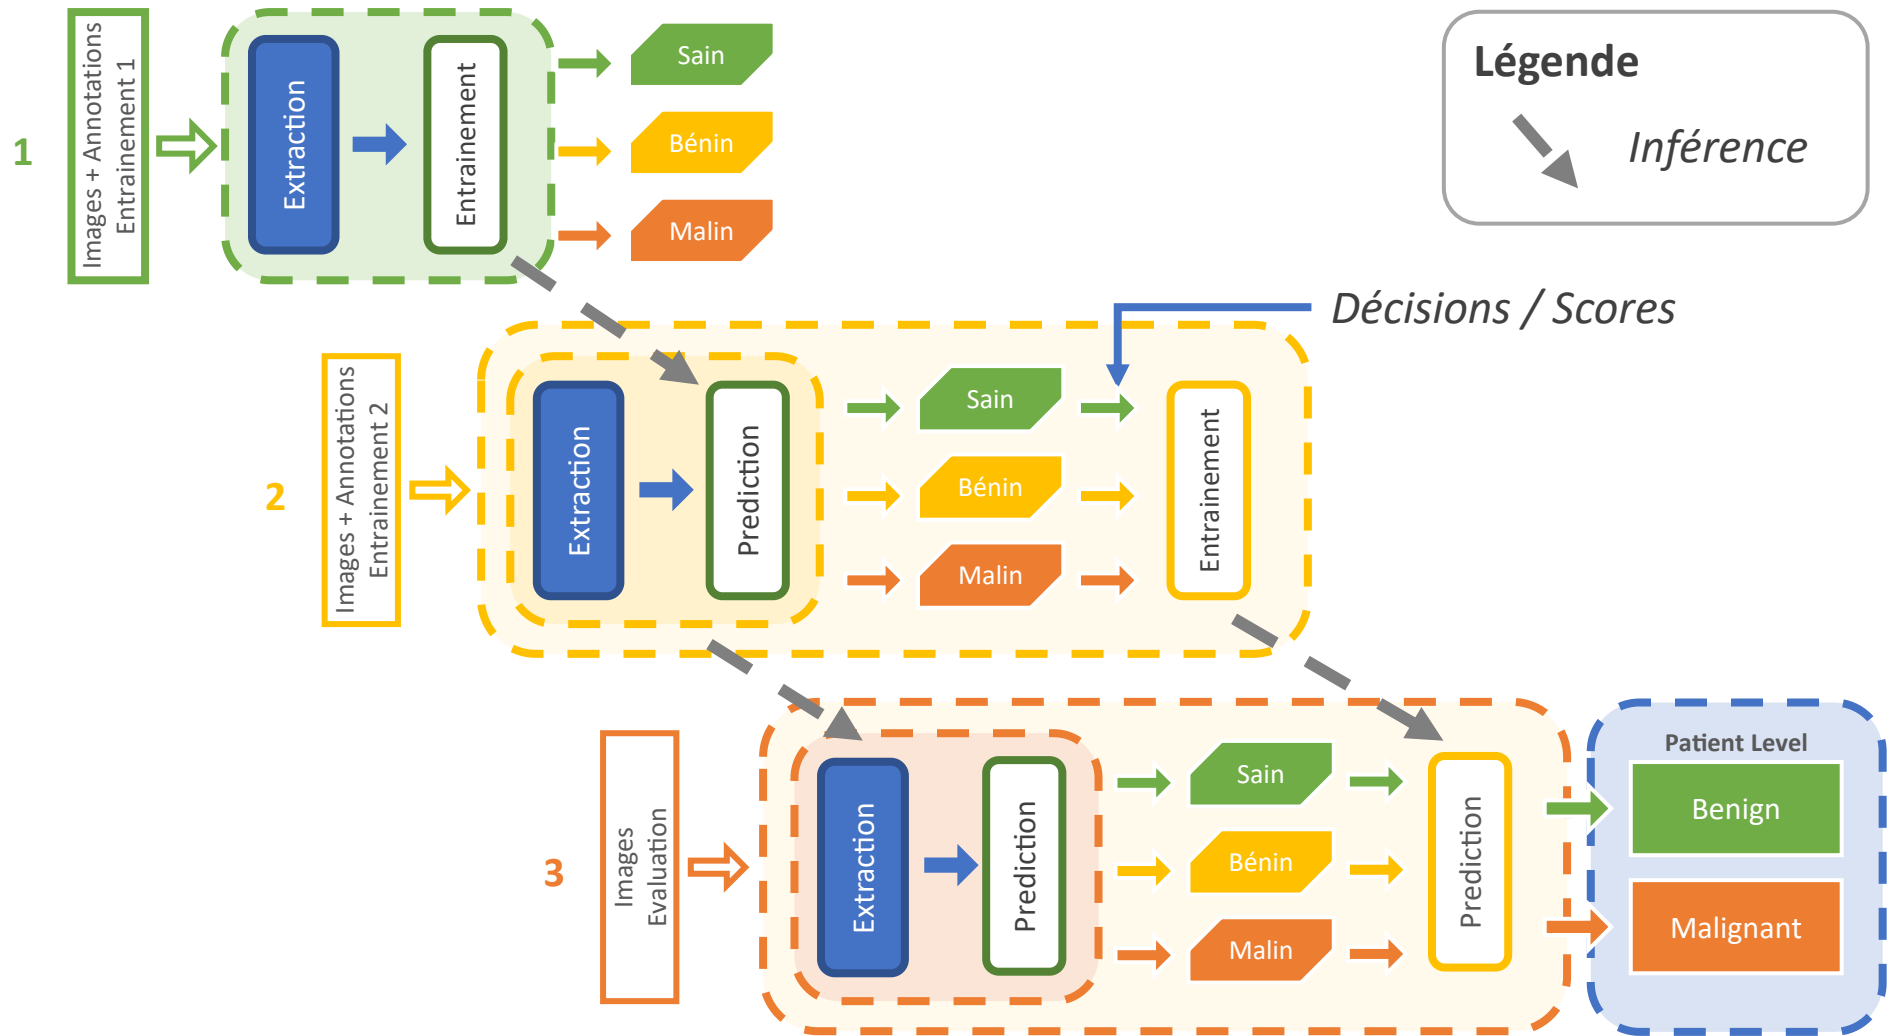 1
Images + Annotations
Entrainement 1
Extraction
Entrainement
Sain
Bénin
Malin
Légende
Inférence
Décisions / Scores
2
Images + Annotations
Entrainement 2
Extraction
Prediction
Sain
Bénin
Malin
Entrainement
3
Images
Evaluation
Extraction
Prediction
Sain
Bénin
Malin
Prediction
Patient Level
Benign
Malignant